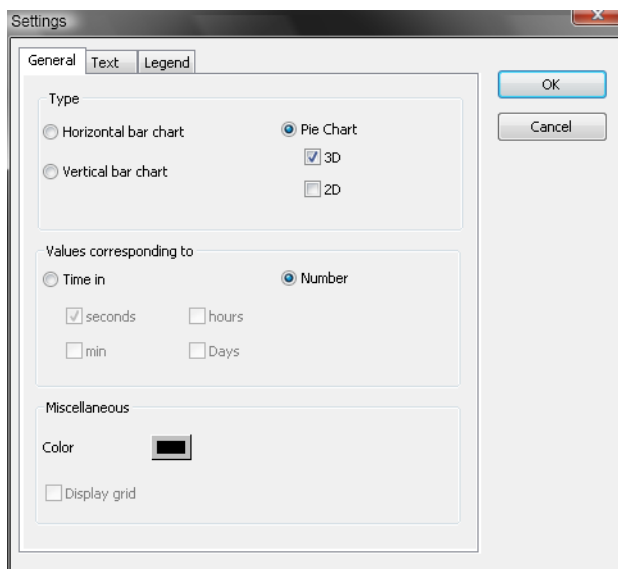 Settings
General Text Legend
OK
Type
Horizontal bar chart Pie Chart
Cancel
3D
Vertical bar chart
2D
Values corresponding to
Time in Number
seconds hours
min Days
Miscellaneous
Color
Display grid